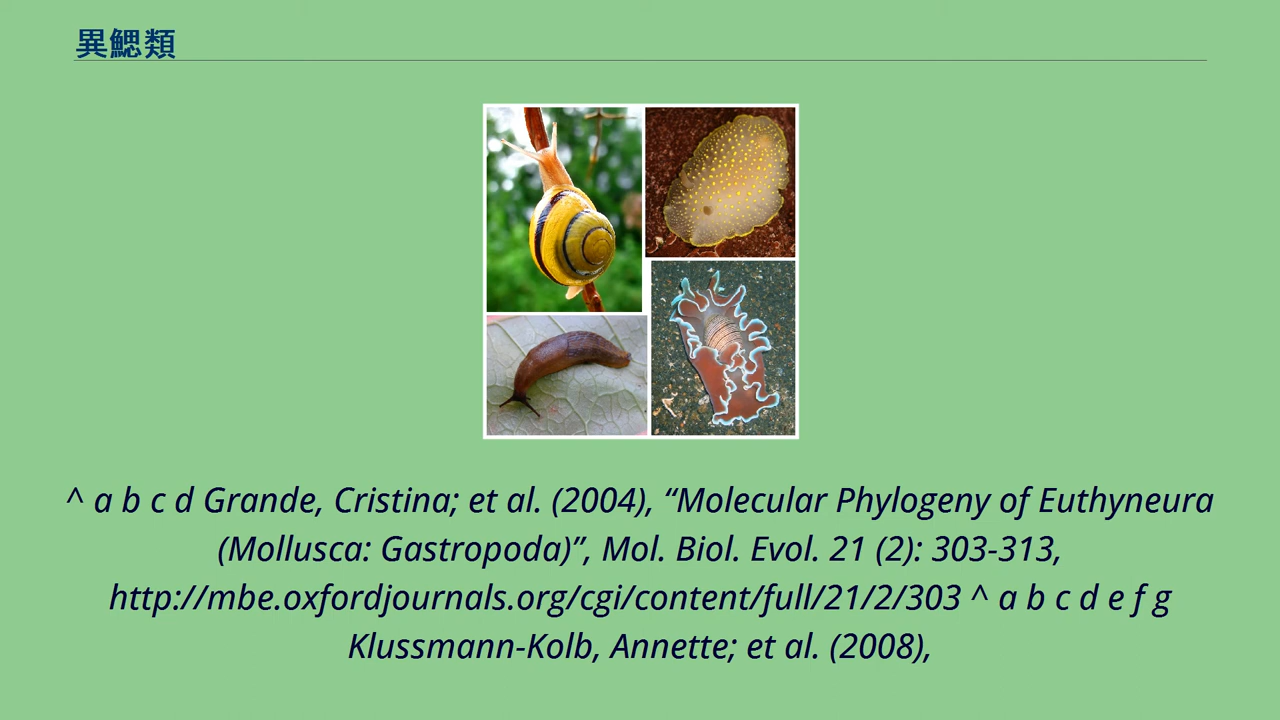 異鰓類
^ a b c d Grande, Cristina; et al. (2004), “Molecular Phylogeny of Euthyneura
(Mollusca: Gastropoda)”, Mol. Biol. Evol. 21 (2): 303-313,
http://mbe.oxfordjournals.org/cgi/content/full/21/2/303 ^ a b c d e f g
Klussmann-Kolb, Annette; et al. (2008),